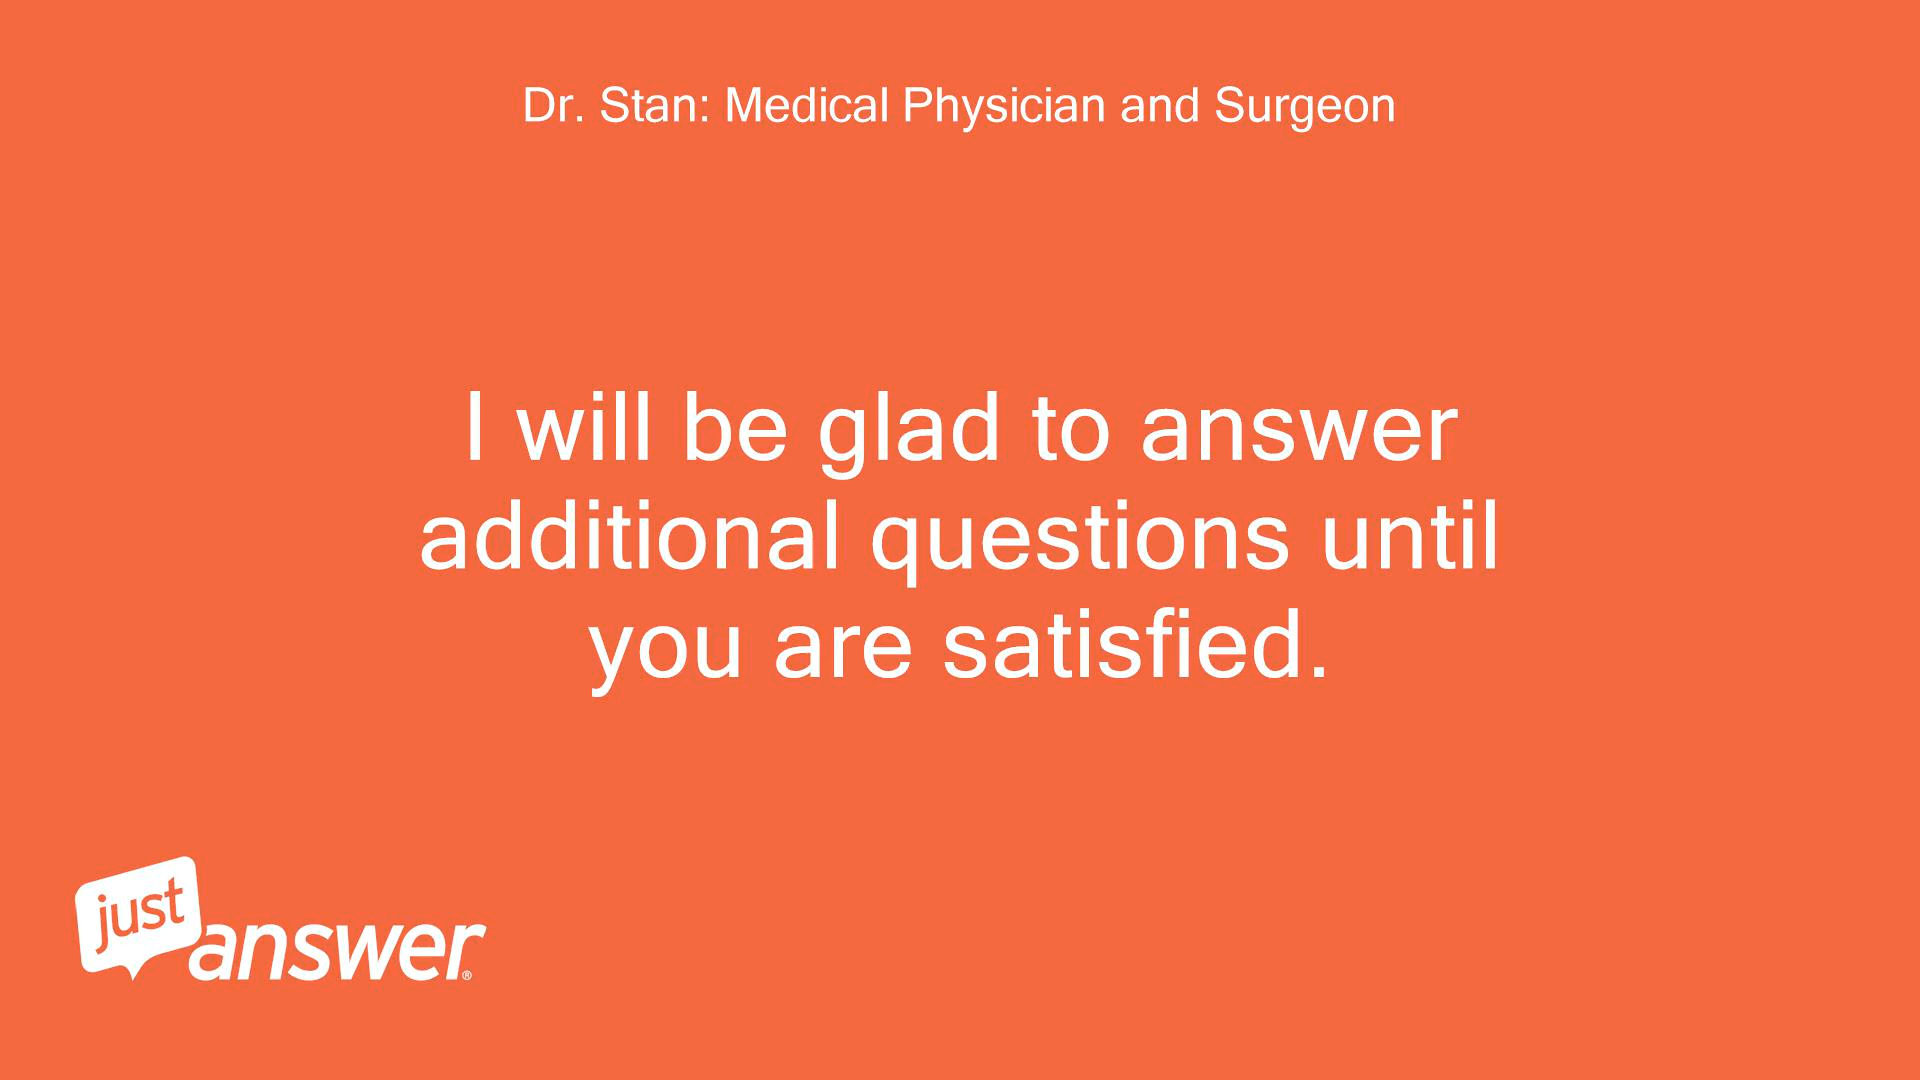 Dr. Stan: Medical Physician and Surgeon
I will be glad to answer
additional questions until
you are satisfied.
just
answer®